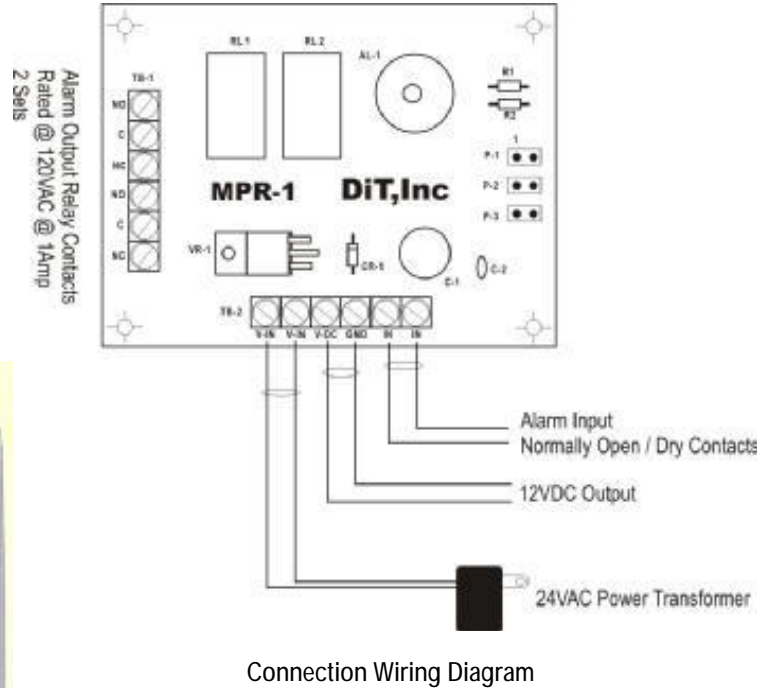 RL1
RL2
AL-1
R1
R2
TB-1
NO
C
NC
NO
C
NC
Alarm Output Relay Contacts
Rated @ 120VAC @ 1Amp
2 Sets
1
P-1
P-2
P-3
MPR-1
DiT,Inc
VR-1
C-1
C-2
TB-2
V-IN V-IN V-DC GND IN IN
Alarm Input
Normally Open / Dry Contacts
12VDC Output
24VAC Power Transformer
Connection Wiring Diagram